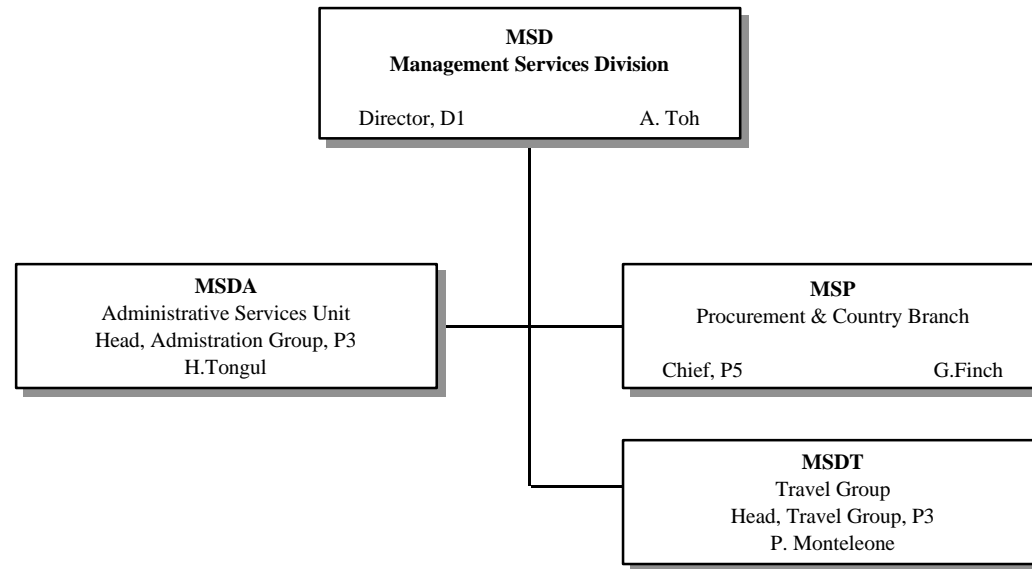 MSD
Management Services Division
Director, D1 A. Toh
MSDA
Administrative Services Unit
Head, Admistration Group, P3
H.Tongul
MSP
Procurement & Country Branch
Chief, P5 G.Finch
MSDT
Travel Group
Head, Travel Group, P3
P. Monteleone